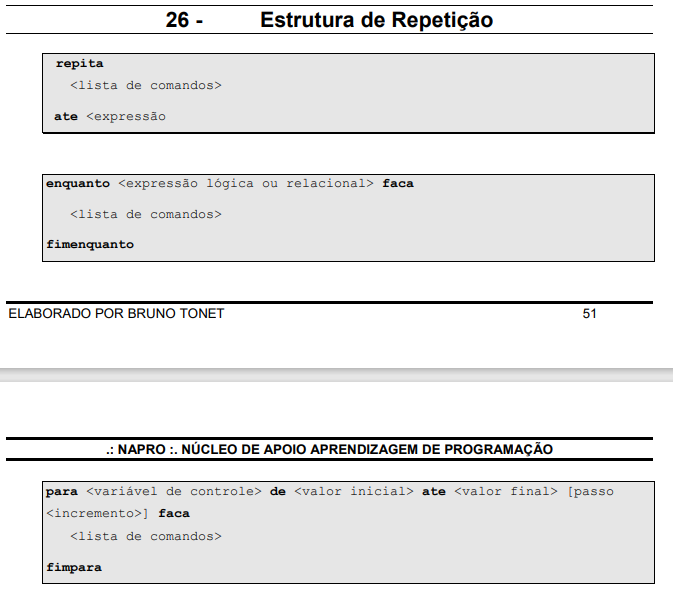 26 - Estrutura de Repetição
repita
<lista de comandos>
ate <expressão
enquanto <expressão lógica ou relacional> faca
<lista de comandos>
fimenquanto
ELABORADO POR BRUNO TONET 51
.: NAPRO :. NÚCLEO DE APOIO APRENDIZAGEM DE PROGRAMAÇÃO
para <variável de controle> de <valor inicial> ate <valor final> [passo
<incremento>] faca
<lista de comandos>
fimpara